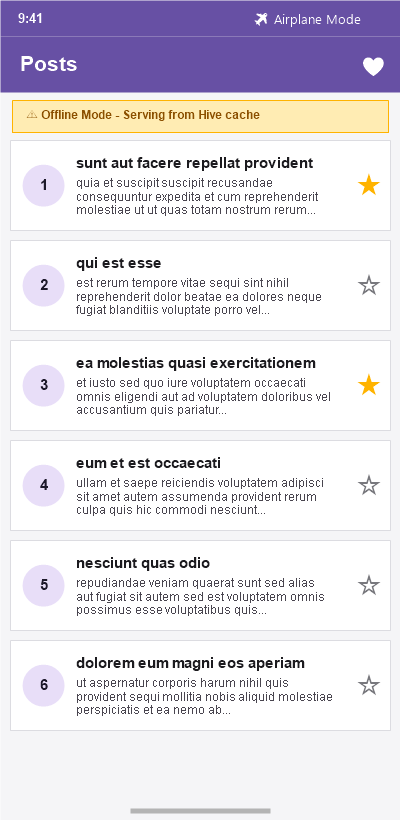 9:41
Airplane Mode
Posts
⚠ Offline Mode - Serving from Hive cache
1
sunt aut facere repellat provident
quia et suscipit suscipit recusandae
consequuntur expedita et cum reprehenderit
molestiae ut ut quas totam nostrum rerum...
2
qui est esse
est rerum tempore vitae sequi sint nihil
reprehenderit dolor beatae ea dolores neque
fugiat blanditiis voluptate porro vel...
3
ea molestias quasi exercitationem
et iusto sed quo iure voluptatem occaecati
omnis eligendi aut ad voluptatem doloribus vel
accusantium quis pariatur...
4
eum et est occaecati
ullam et saepe reiciendis voluptatem adipisci
sit amet autem assumenda provident rerum
culpa quis hic commodi nesciunt...
5
nesciunt quas odio
repudiandae veniam quaerat sunt sed alias
aut fugiat sit autem sed est voluptatem omnis
possimus esse voluptatibus quis...
6
dolorem eum magni eos aperiam
ut aspernatur corporis harum nihil quis
provident sequi mollitia nobis aliquid molestiae
perspiciatis et ea nemo ab...